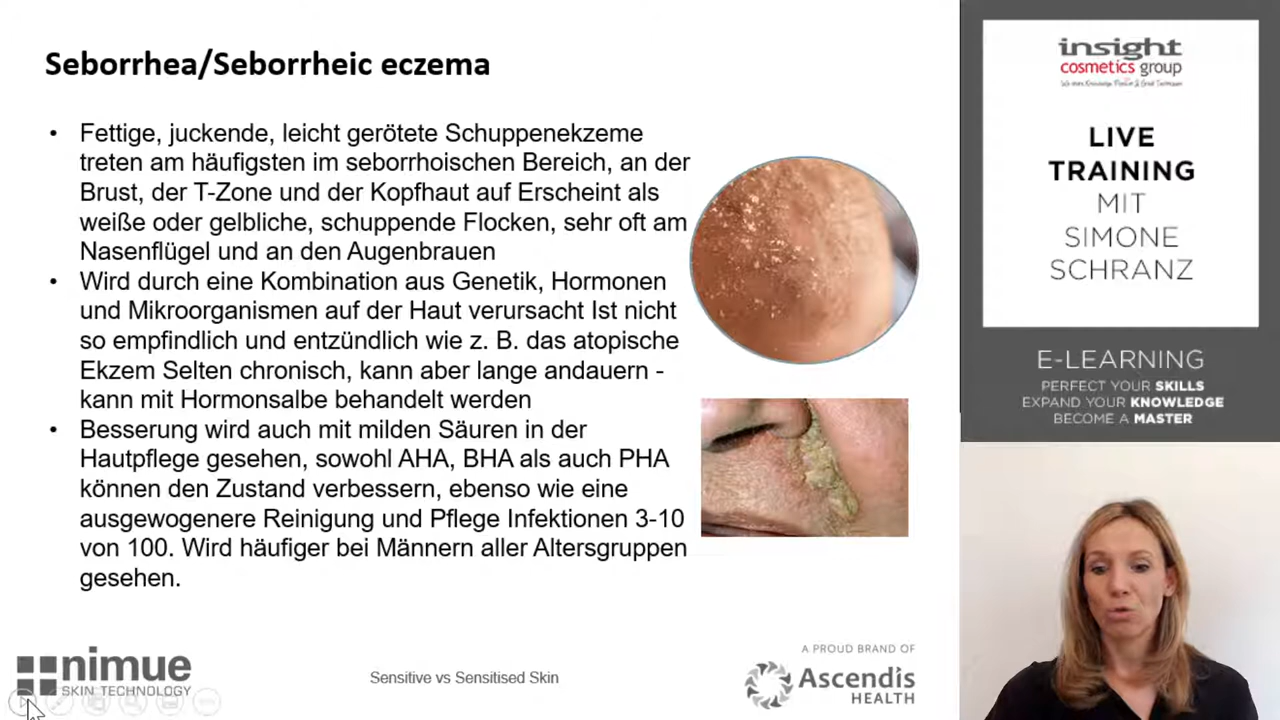 Seborrhea/Seborrheic eczema
• Fettige, juckende, leicht gerötete Schuppenekzeme
treten am häufigsten im seborrhoischen Bereich, an der
Brust, der T-Zone und der Kopfhaut auf Erscheint als
weiße oder gelbliche, schuppende Flocken, sehr oft am
Nasenflügel und an den Augenbrauen
• Wird durch eine Kombination aus Genetik, Hormonen
und Mikroorganismen auf der Haut verursacht Ist nicht
so empfindlich und entzündlich wie z. B. das atopische
Ekzem Selten chronisch, kann aber lange andauern -
kann mit Hormonsalbe behandelt werden
• Besserung wird auch mit milden Säuren in der
Hautpflege gesehen, sowohl AHA, BHA als auch PHA
können den Zustand verbessern, ebenso wie eine
ausgewogenere Reinigung und Pflege Infektionen 3-10
von 100. Wird häufiger bei Männern aller Altersgruppen
gesehen.
nimue
SKIN TECHNOLOGY
Sensitive vs Sensitised Skin
A PROUD BRAND OF
Ascendis
HEALTH
insight
cosmetics group
LIVE
TRAINING
MIT
SIMONE
SCHRANZ
E-LEARNING
PERFECT YOUR SKILLS
EXPAND YOUR KNOWLEDGE
BECOME A MASTER